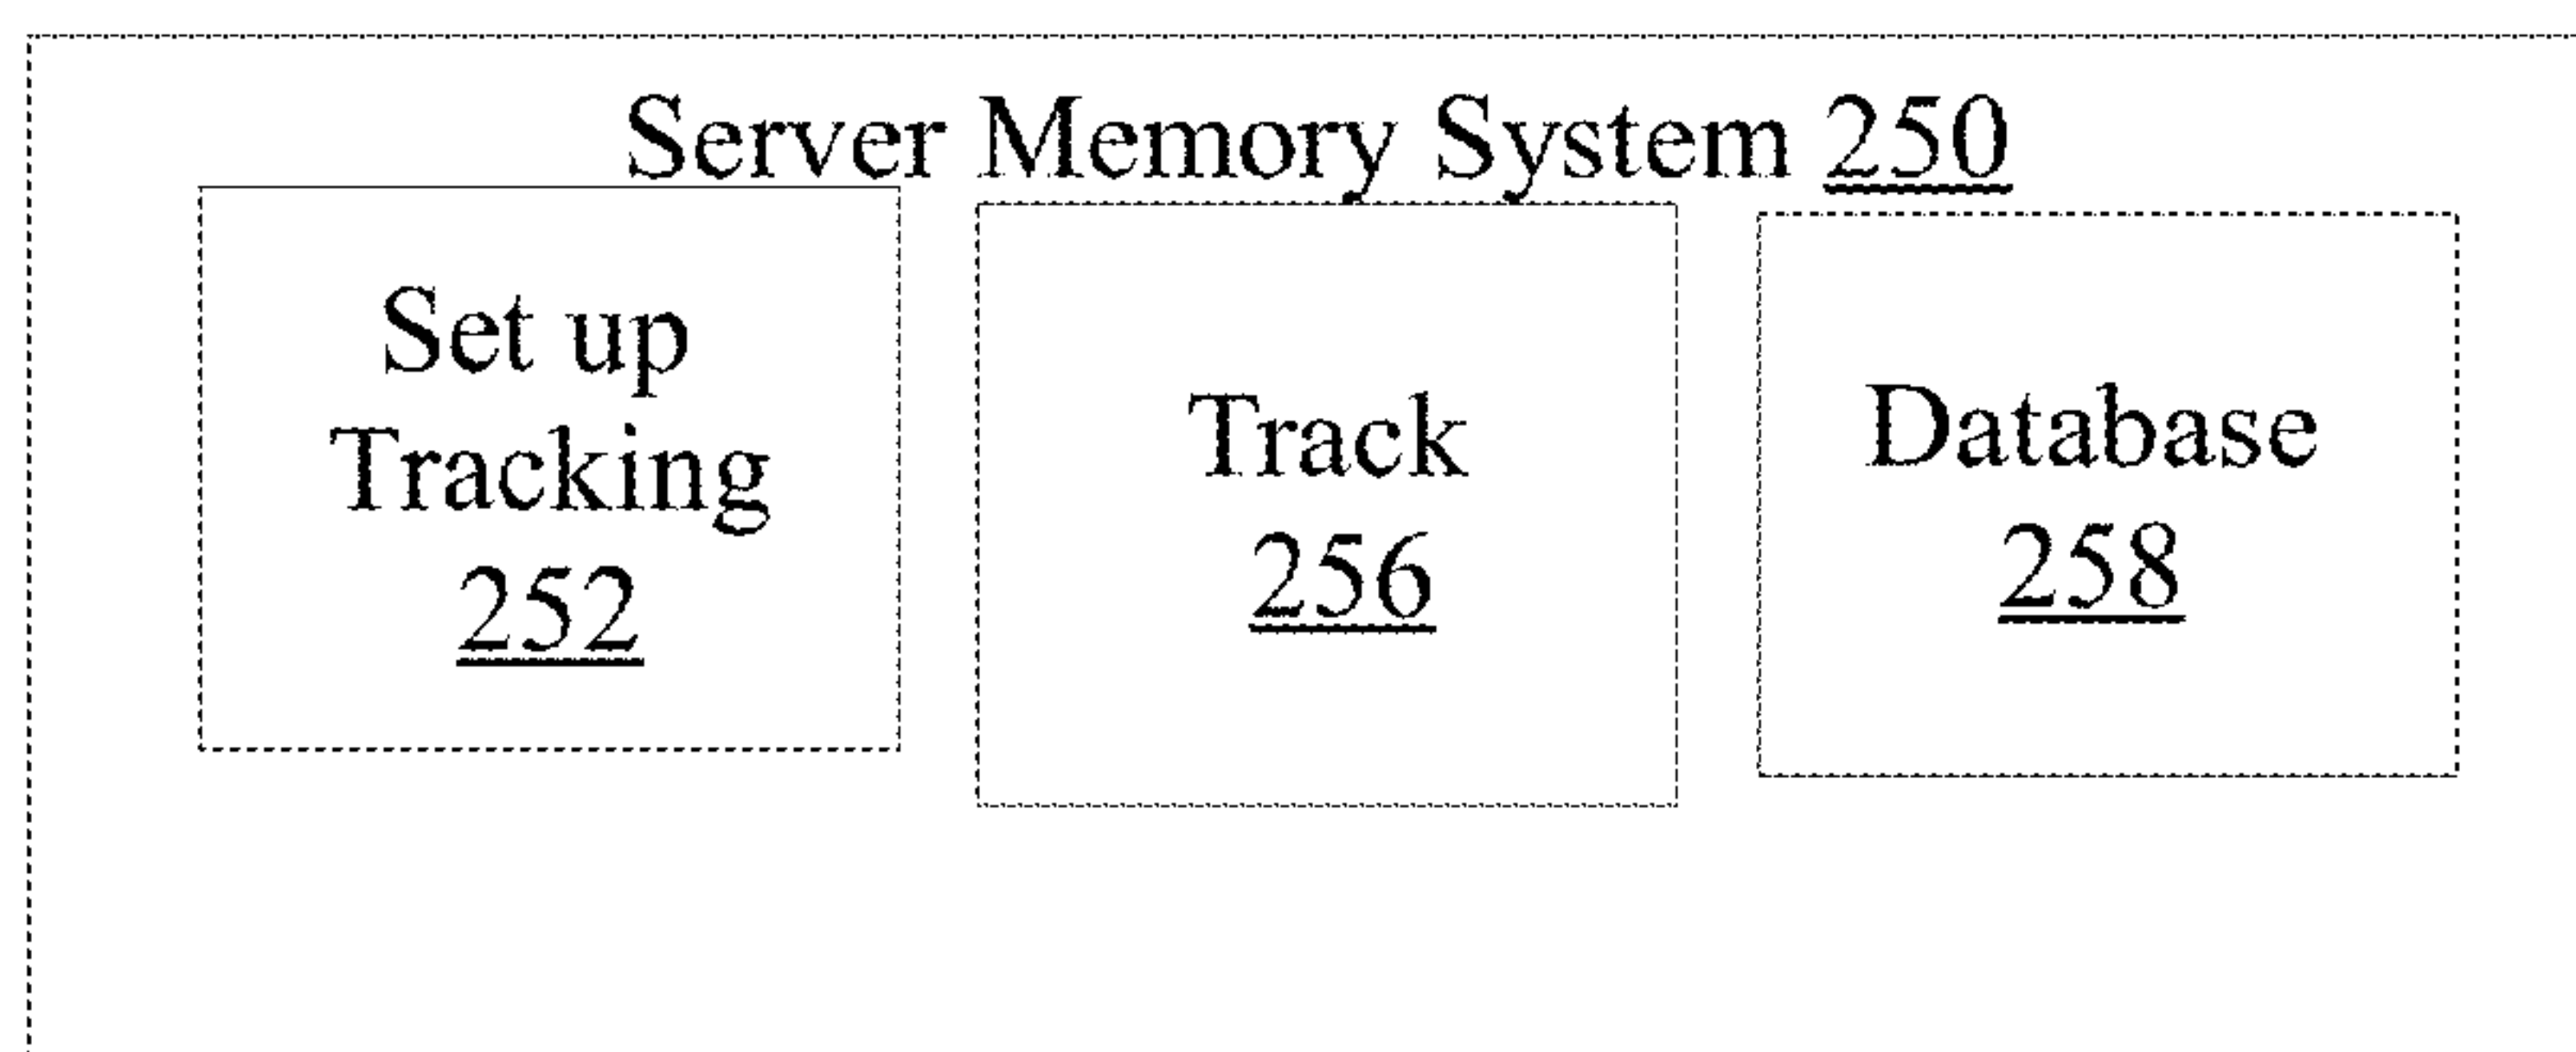 Server Memory System 250
Set up
Tracking
252
Track
256
Database
258